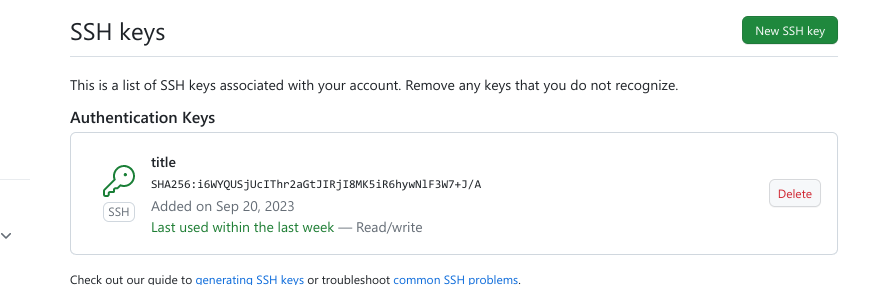 SSH keys
New SSH key
This is a list of SSH keys associated with your account. Remove any keys that you do not recognize.
Authentication Keys
title
SHA256:i6WYQUSjUcIThr2aGtJIRjI8MK5iR6hywNlF3W7+J/A
SSH
Added on Sep 20, 2023
Last used within the last week — Read/write
Delete
Check out our guide to generating SSH keys or troubleshoot common SSH problems.